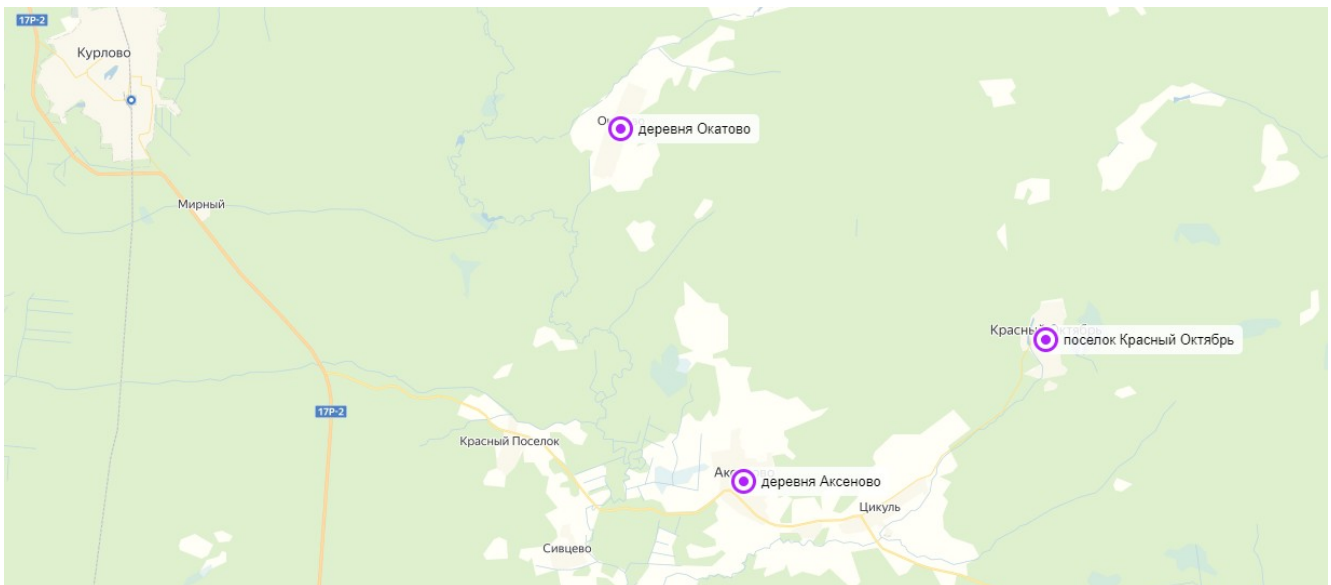 17Р-2
Курлово
деревня Окатово
Мирный
поселок Красный Октябрь
17Р-2
Красный Поселок
деревня Аксеново
Цикуль
Сивцево